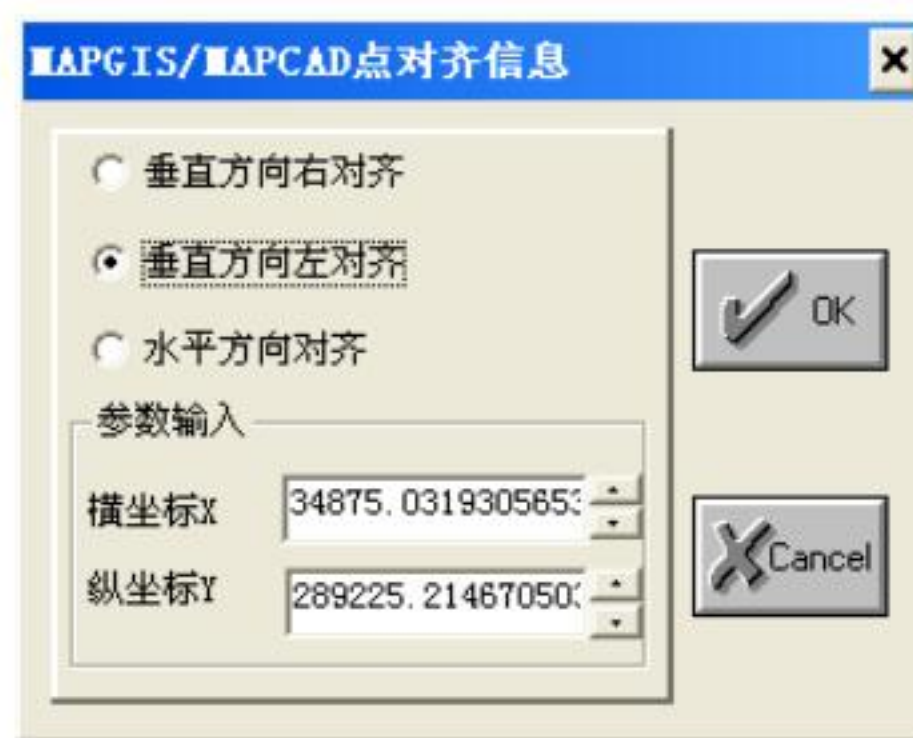 MAPGIS/MAPCAD点对齐信息
垂直方向右对齐
垂直方向左对齐
水平方向对齐
参数输入
横坐标X
34875.0319305653
纵坐标Y
289225.214670503
OK
Cancel